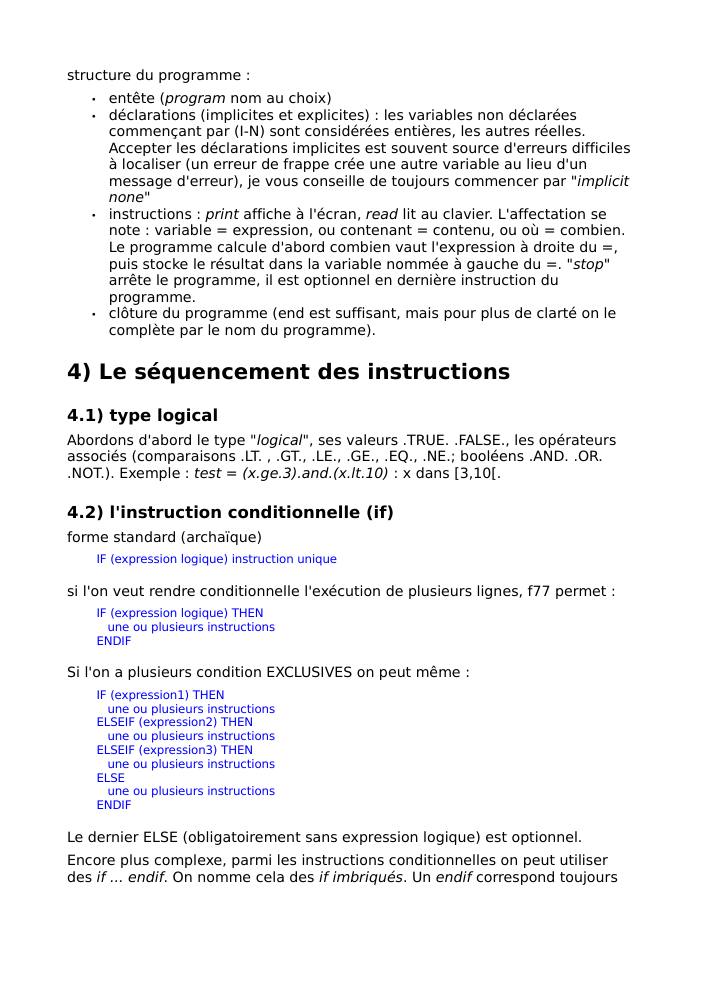 structure du programme :
• entête (program nom au choix)
• déclarations (implicites et explicites) : les variables non déclarées
commençant par (I-N) sont considérées entières, les autres réelles.
Accepter les déclarations implicites est souvent source d'erreurs difficiles
à localiser (un erreur de frappe crée une autre variable au lieu d'un
message d'erreur), je vous conseille de toujours commencer par "implicit
none"
• instructions : print affiche à l'écran, read lit au clavier. L'affectation se
note : variable = expression, ou contenant = contenu, ou où = combien.
Le programme calcule d'abord combien vaut l'expression à droite du =,
puis stocke le résultat dans la variable nommée à gauche du =. "stop"
arrête le programme, il est optionnel en dernière instruction du
programme.
• clôture du programme (end est suffisant, mais pour plus de clarté on le
complète par le nom du programme).
4) Le séquencement des instructions
4.1) type logical
Abordons d'abord le type "logical", ses valeurs .TRUE. .FALSE., les opérateurs
associés (comparaisons .LT. , .GT., .LE., .GE., .EQ., .NE.; booléens .AND. .OR.
.NOT.). Exemple : test = (x.ge.3).and.(x.lt.10) : x dans [3,10[.
4.2) l'instruction conditionnelle (if)
forme standard (archaïque)
IF (expression logique) instruction unique
si l'on veut rendre conditionnelle l'exécution de plusieurs lignes, f77 permet :
IF (expression logique) THEN
une ou plusieurs instructions
ENDIF
Si l'on a plusieurs condition EXCLUSIVES on peut même :
IF (expression1) THEN
une ou plusieurs instructions
ELSEIF (expression2) THEN
une ou plusieurs instructions
ELSEIF (expression3) THEN
une ou plusieurs instructions
ELSE
une ou plusieurs instructions
ENDIF
Le dernier ELSE (obligatoirement sans expression logique) est optionnel.
Encore plus complexe, parmi les instructions conditionnelles on peut utiliser
des if ... endif. On nomme cela des if imbriqués. Un endif correspond toujours